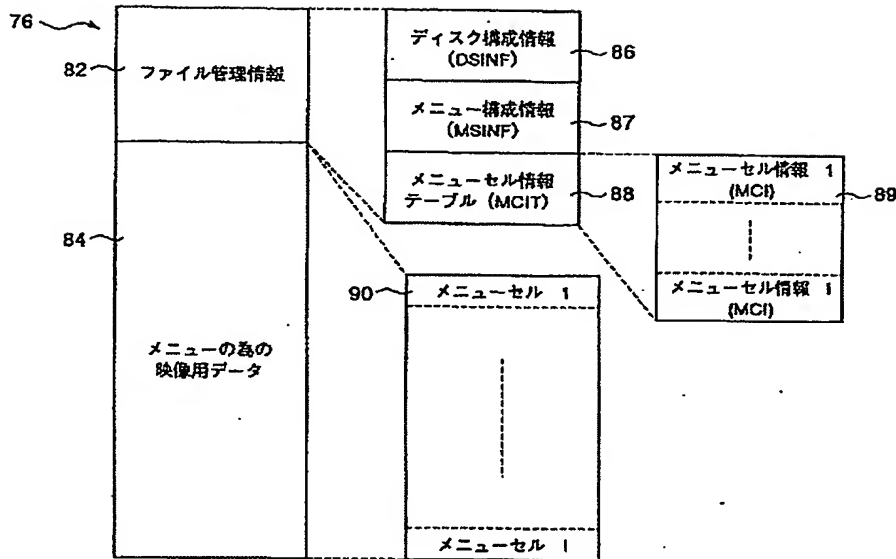 76
82
ファイル管理情報
ディスク構成情報
(DSINF)
86
メニュー構成情報
(MSINF)
87
メニューセル情報
テーブル (MCIT)
88
メニューセル情報 1
(MCI)
89
メニューセル情報 i
(MCI)
84
メニューの為の
映像用データ
90
メニューセル 1
メニューセル i